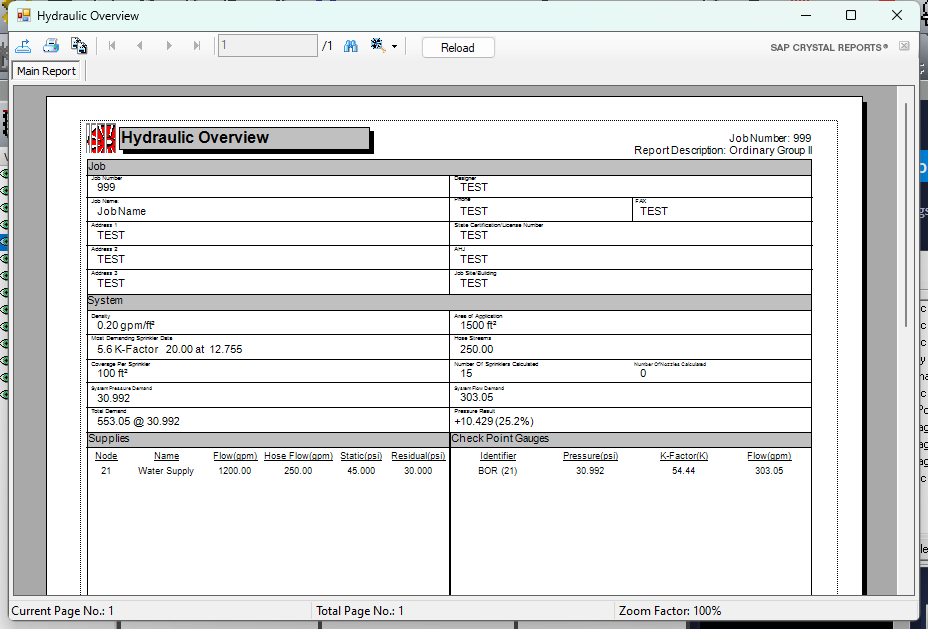 Hydraulic Overview
1 /1 Reload SAP CRYSTAL REPORTS®
Main Report
Hydraulic Overview
Job Number: 999
Report Description: Ordinary Group II
Job
Job Number Designer
999 TEST
Job Name: Phone FAX
Job Name TEST TEST
Address 1 State Certification/License Number
TEST TEST
Address 2 AHJ
TEST TEST
Address 3 Job Site/Building
TEST TEST
System
Density Area of Application
0.20 gpm/ft² 1500 ft²
Most Demanding Sprinkler Data Hose Streams
5.6 K-Factor 20.00 at 12.755 250.00
Coverage Per Sprinkler Number Of Sprinklers Calculated Number Of Nozzles Calculated
100 ft² 15 0
System Pressure Demand System Flow Demand
30.992 303.05
Total Demand Pressure Result
553.05 @ 30.992 +10.429 (25.2%)
Supplies Check Point Gauges
Node Name Flow(gpm) Hose Flow(gpm) Static(psi) Residual(psi) Identifier Pressure(psi) K-Factor(K) Flow(gpm)
21 Water Supply 1200.00 250.00 45.000 30.000 BOR (21) 30.992 54.44 303.05
Current Page No.: 1 Total Page No.: 1 Zoom Factor: 100%